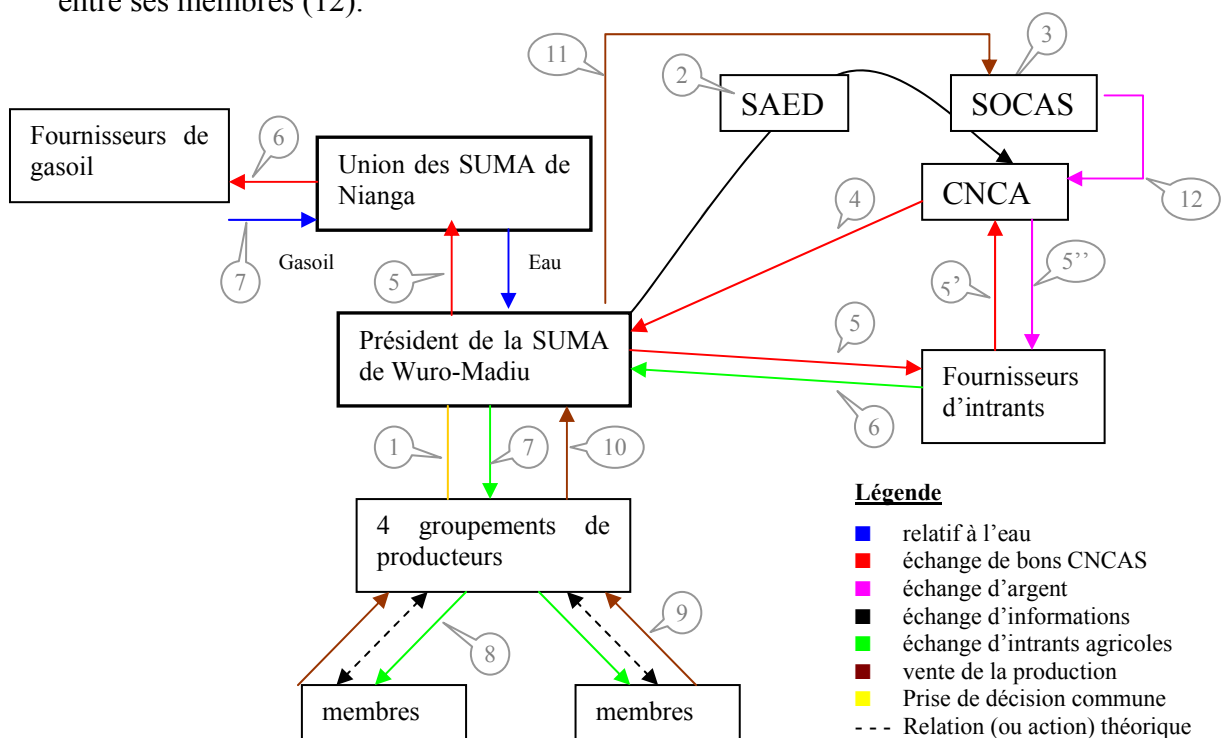 entre ses membres (12).
11
3
2
SAED
SOCAS
Fournisseurs de
gasoil
6
Union des SUMA de
Nianga
CNCA
12
4
7
Gasoil
5
Eau
5'
5''
Président de la SUMA
de Wuro-Madiu
5
Fournisseurs
d'intrants
6
1
7
10
4 groupements de
producteurs
Légende
relatif à l'eau
échange de bons CNCAS
échange d'argent
échange d'informations
échange d'intrants agricoles
vente de la production
Prise de décision commune
--- Relation (ou action) théorique
9
8
membres
membres